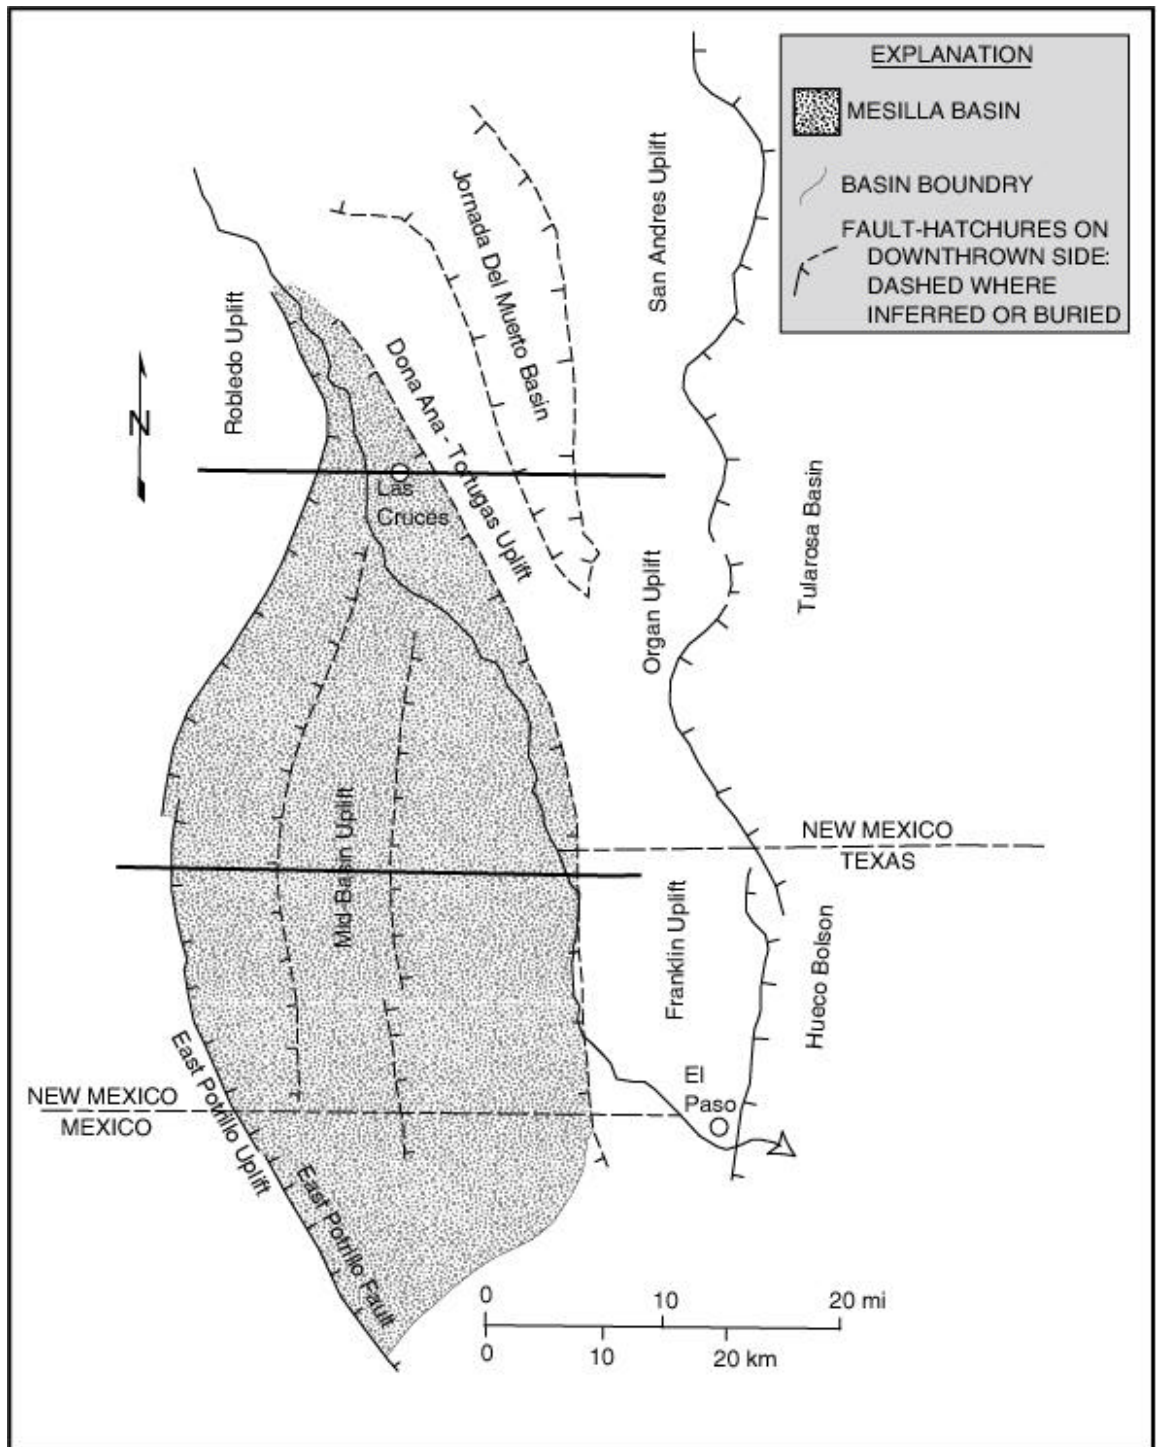 EXPLANATION
MESILLA BASIN
BASIN BOUNDRY
FAULT-HATCHURES ON
DOWNTHROWN SIDE:
DASHED WHERE
INFERRED OR BURIED
San Andres Uplift
Jornada Del Muerto Basin
Robledo Uplift
Dona Ana - Tortugas Uplift
N
Las
Cruces
Tularosa Basin
Organ Uplift
NEW MEXICO
TEXAS
Mid-Basin Uplift
Franklin Uplift
Hueco Bolson
East Potrillo Uplift
El
Paso
NEW MEXICO
MEXICO
East Potrillo Fault
0 10 20 mi
0 10 20 km